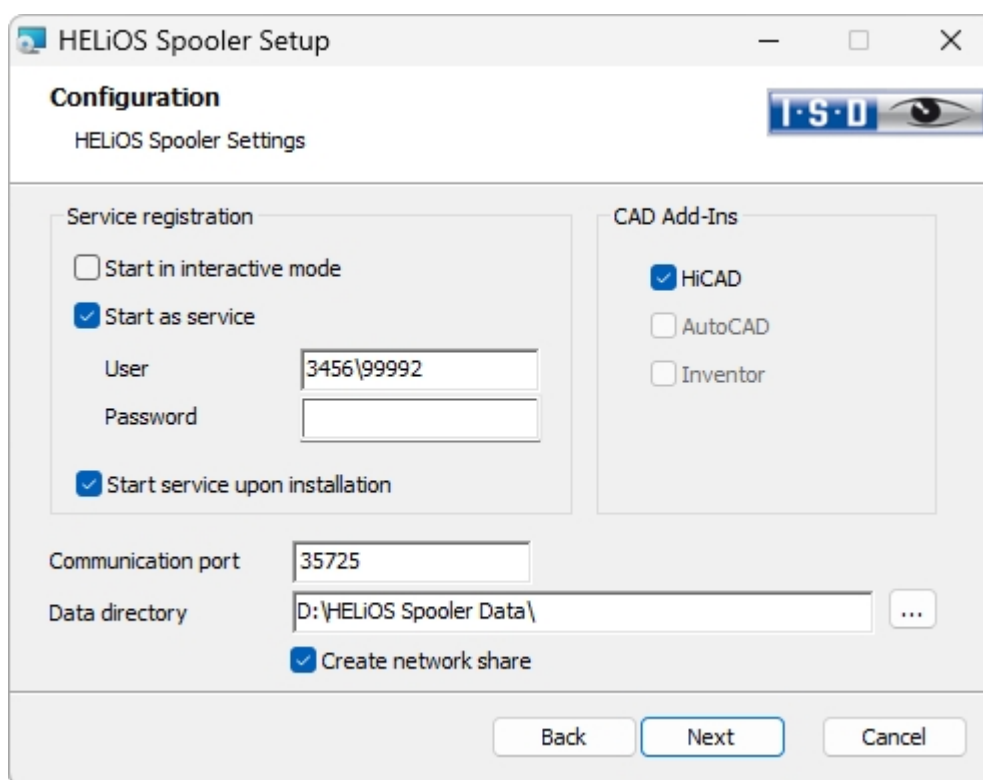 HELiOS Spooler Setup
Configuration
HELiOS Spooler Settings
I·S·D
Service registration
Start in interactive mode
Start as service
User 3456\99992
Password
Start service upon installation
CAD Add-Ins
HiCAD
AutoCAD
Inventor
Communication port 35725
Data directory D:\HELiOS Spooler Data\ ...
Create network share
Back Next Cancel